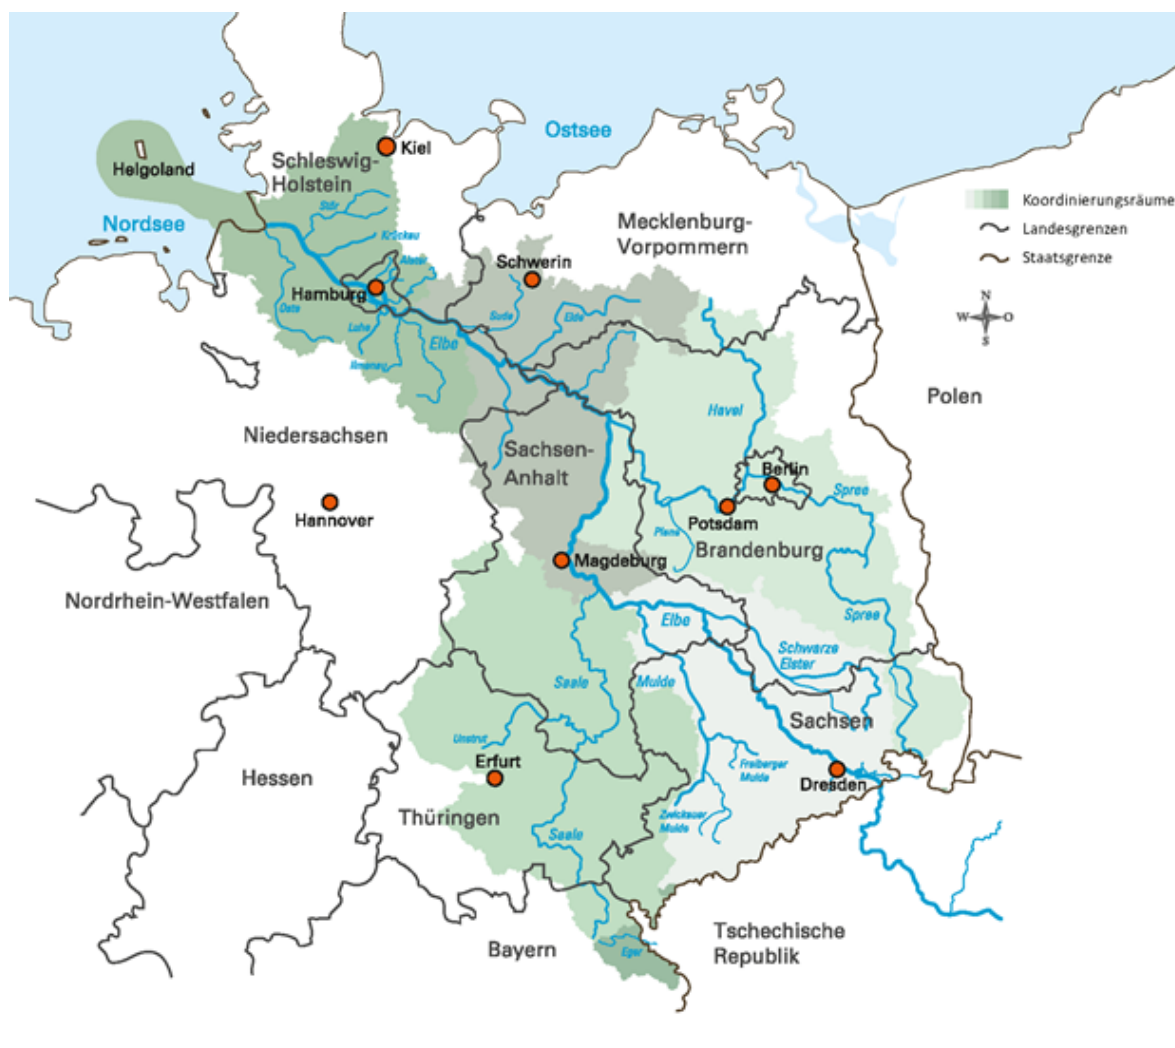 Ostsee
Kiel
Schleswig-
Holstein
Helgoland
Nordsee
Stör
Krückau
Alster
Mecklenburg-
Vorpommern
Koordinierungsräume
Landesgrenzen
Staatsgrenze
N
W
O
S
Schwerin
Hamburg
Oste
Luhe
Ilmenau
Elbe
Sude
Elde
Polen
Havel
Niedersachsen
Sachsen-
Anhalt
Berlin
Spree
Hannover
Potsdam
Plane
Brandenburg
Magdeburg
Nordrhein-Westfalen
Elbe
Spree
Schwarze
Elster
Saale
Mulde
Sachsen
Unstrut
Erfurt
Freiberger
Mulde
Hessen
Dresden
Thüringen
Zwickauer
Mulde
Saale
Tschechische
Republik
Bayern
Eger